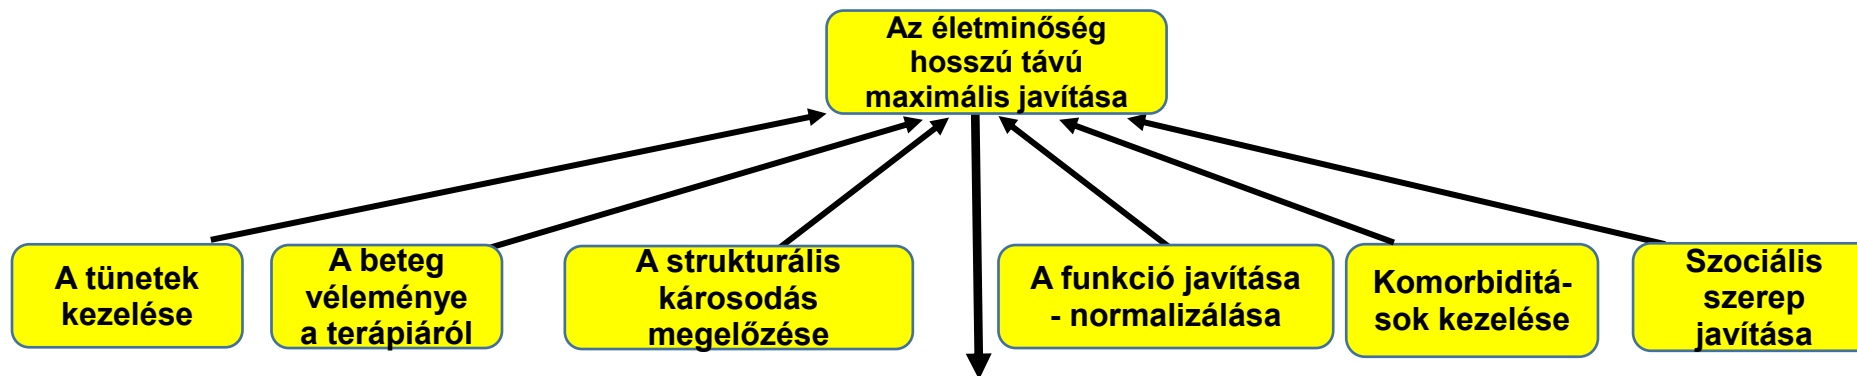 Az életminőség
hosszú távú
maximális javítása
A tünetek
kezelése
A beteg
véleménye
a terápiáról
A strukturális
károsodás
megelőzése
A funkció javítása
- normalizálása
Komorbiditá-
sok kezelése
Szociális
szerep
javítása